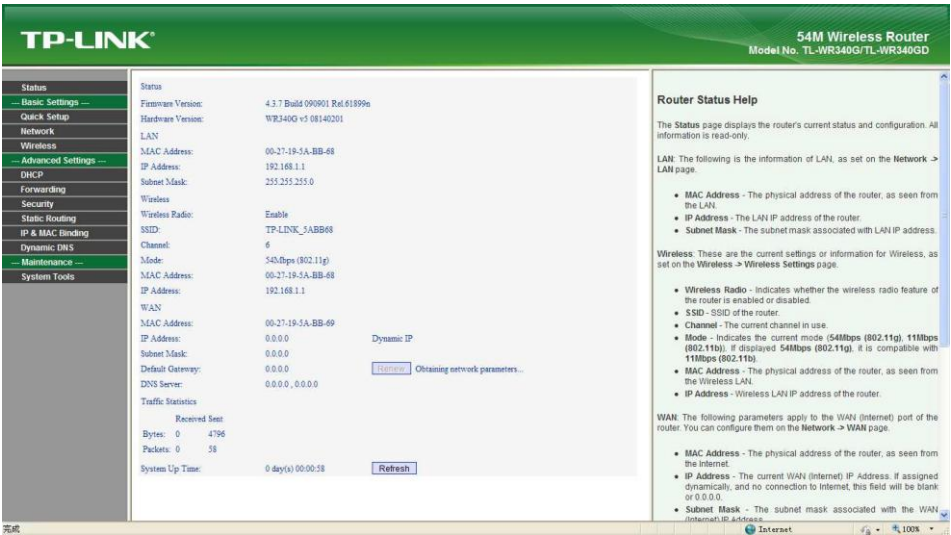 TP-LINK®
54M Wireless Router
Model No. TL-WR340G/TL-WR340GD
Status
--- Basic Settings ---
Quick Setup
Network
Wireless
--- Advanced Settings ---
DHCP
Forwarding
Security
Static Routing
IP & MAC Binding
Dynamic DNS
--- Maintenance ---
System Tools
Status
Firmware Version: 4.3.7 Build 090901 Rel.61899n
Hardware Version: WR340G v5 08140201
LAN
MAC Address: 00-27-19-5A-BB-68
IP Address: 192.168.1.1
Subnet Mask: 255.255.255.0
Wireless
Wireless Radio: Enable
SSID: TP-LINK_5ABB68
Channel: 6
Mode: 54Mbps (802.11g)
MAC Address: 00-27-19-5A-BB-68
IP Address: 192.168.1.1
WAN
MAC Address: 00-27-19-5A-BB-69
IP Address: 0.0.0.0 Dynamic IP
Subnet Mask: 0.0.0.0
Default Gateway: 0.0.0.0 Renew Obtaining network parameters...
DNS Server: 0.0.0.0 , 0.0.0.0
Traffic Statistics
Received Sent
Bytes: 0 4796
Packets: 0 58
System Up Time: 0 day(s) 00:00:58 Refresh
Router Status Help
The Status page displays the router's current status and configuration. All
information is read-only.
LAN: The following is the information of LAN, as set on the Network ->
LAN page.
• MAC Address - The physical address of the router, as seen from
the LAN.
• IP Address - The LAN IP address of the router.
• Subnet Mask - The subnet mask associated with LAN IP address.
Wireless: These are the current settings or information for Wireless, as
set on the Wireless -> Wireless Settings page.
• Wireless Radio - Indicates whether the wireless radio feature of
the router is enabled or disabled.
• SSID - SSID of the router.
• Channel - The current channel in use.
• Mode - Indicates the current mode (54Mbps (802.11g), 11Mbps
(802.11b)). If displayed 54Mbps (802.11g), it is compatible with
11Mbps (802.11b).
• MAC Address - The physical address of the router, as seen from
the Wireless LAN.
• IP Address - Wireless LAN IP address of the router.
WAN: The following parameters apply to the WAN (Internet) port of the
router. You can configure them on the Network -> WAN page.
• MAC Address - The physical address of the router, as seen from
the Internet.
• IP Address - The current WAN (Internet) IP Address. If assigned
dynamically, and no connection to Internet, this field will be blank
or 0.0.0.0.
• Subnet Mask - The subnet mask associated with the WAN
(Internet) IP Address.
完成 Internet 100%